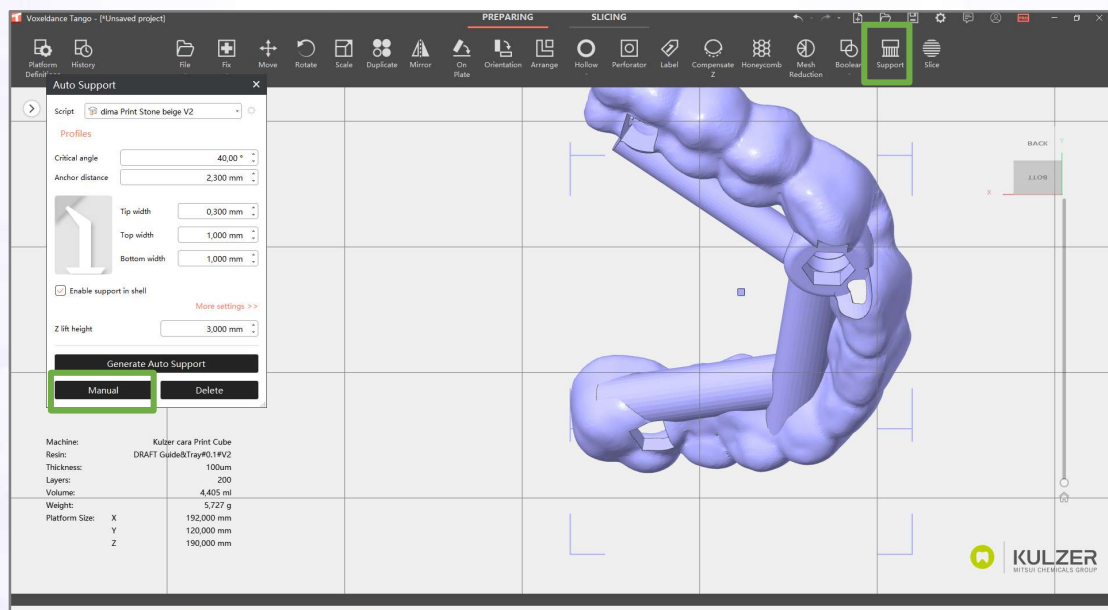 Voxeldance Tango - [*Unsaved project]
PREPARING
SLICING
Platform Definitions
History
File
Fix
Move
Rotate
Scale
Duplicate
Mirror
On Plate
Orientation
Arrange
Hollow
Perforator
Label
Compensate Z
Honeycomb
Mesh Reduction
Boolean
Support
Slice
Auto Support
Script dima Print Stone beige V2
Profiles
Critical angle 40,00 °
Anchor distance 2,300 mm
Tip width 0,300 mm
Top width 1,000 mm
Bottom width 1,000 mm
Enable support in shell
More settings >>
Z lift height 3,000 mm
Generate Auto Support
Manual Delete
Machine: Kulzer cara Print Cube
Resin: DRAFT Guide&Tray#0.1#V2
Thickness: 100um
Layers: 200
Volume: 4,405 ml
Weight: 5,727 g
Platform Size: X 192,000 mm
Y 120,000 mm
Z 190,000 mm
BACK
Y
BOTT
X
KULZER
MITSUI CHEMICALS GROUP